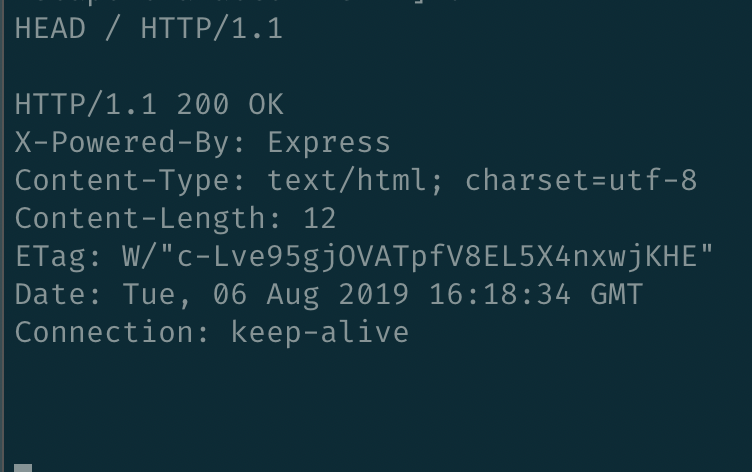 HEAD / HTTP/1.1
HTTP/1.1 200 OK
X-Powered-By: Express
Content-Type: text/html; charset=utf-8
Content-Length: 12
ETag: W/"c-Lve95gjOVATpfV8EL5X4nxwjKHE"
Date: Tue, 06 Aug 2019 16:18:34 GMT
Connection: keep-alive